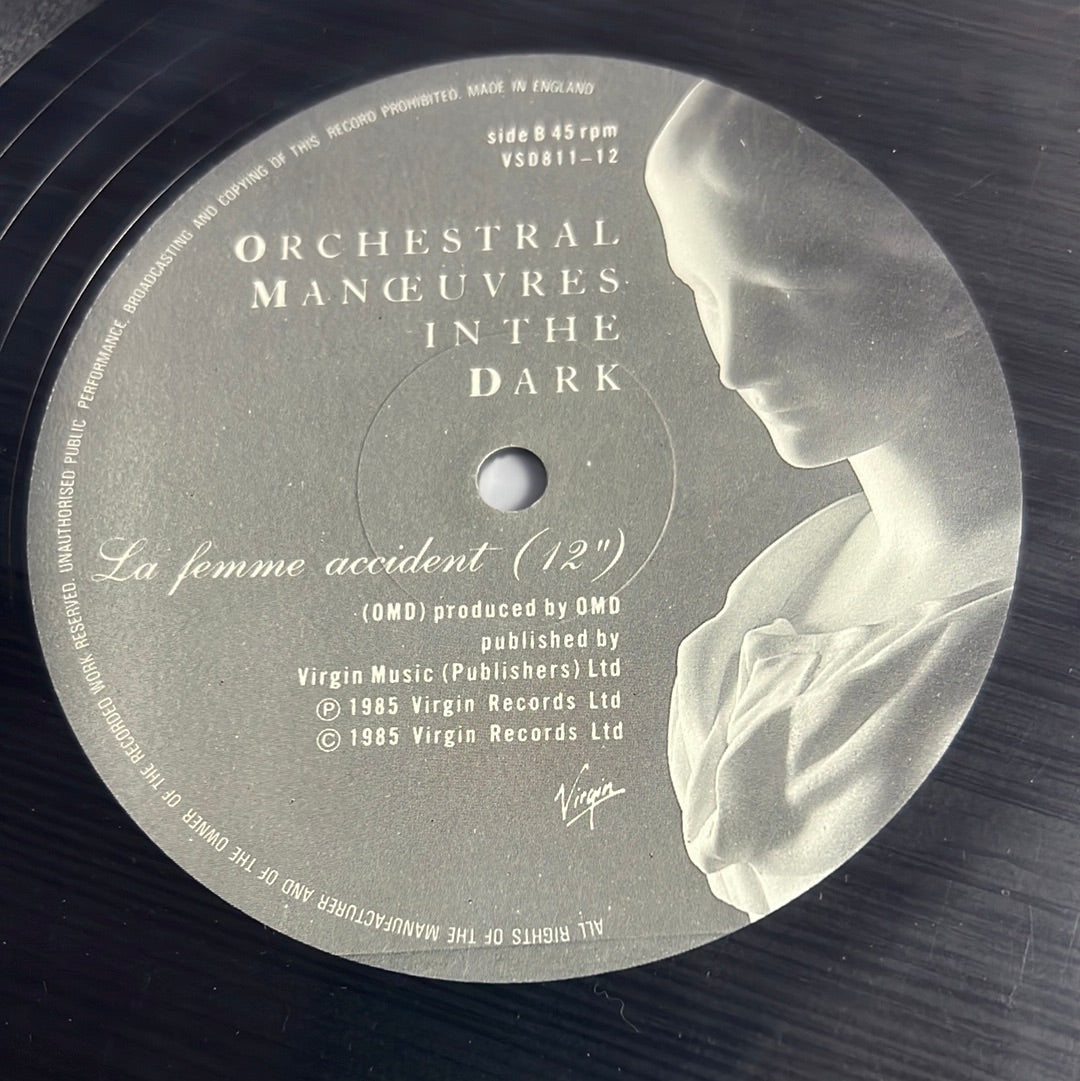 side B 45 rpm
VSD811–12
ORCHESTRAL
MANŒUVRES
IN THE
DARK
La femme accident (12")
(OMD) produced by OMD
published by
Virgin Music (Publishers) Ltd
℗ 1985 Virgin Records Ltd
© 1985 Virgin Records Ltd
Virgin
ALL RIGHTS OF THE MANUFACTURER AND OF THE OWNER OF THE RECORDED WORK RESERVED. UNAUTHORISED PUBLIC PERFORMANCE, BROADCASTING AND COPYING OF THIS RECORD PROHIBITED. MADE IN ENGLAND